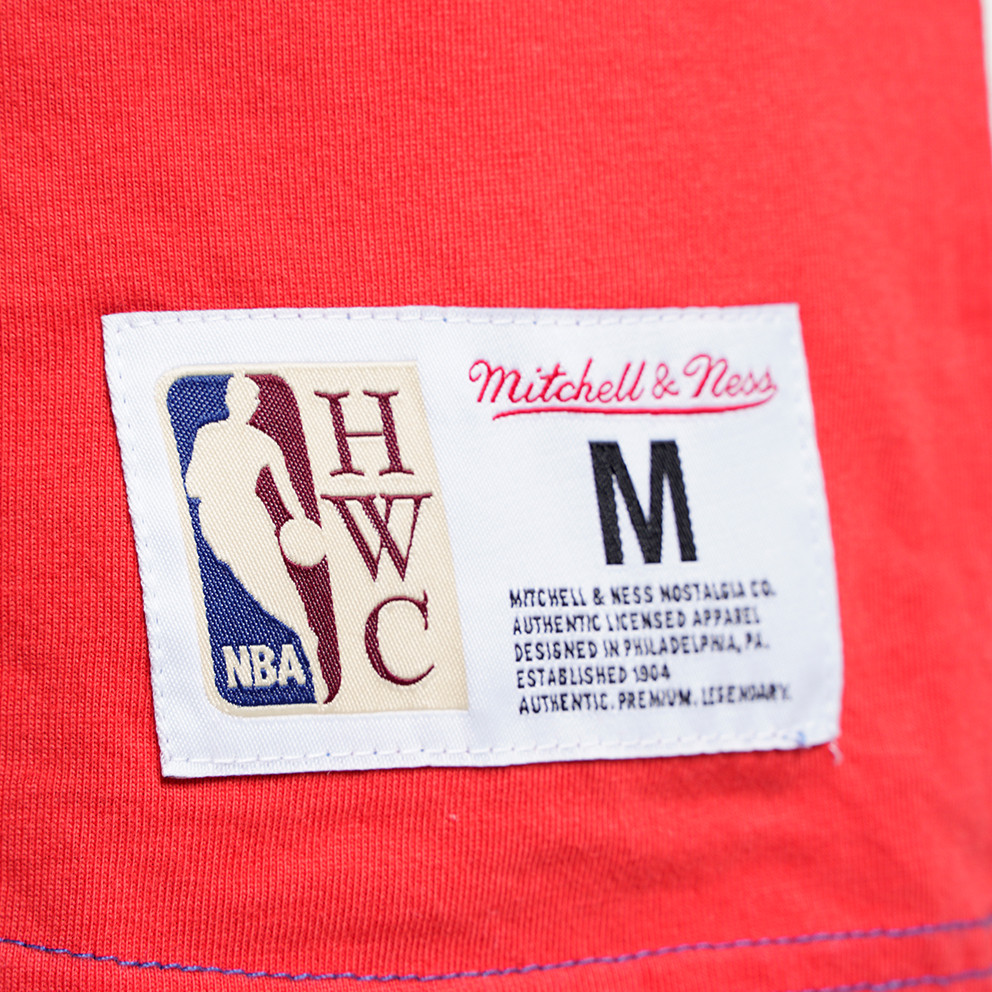 NBA
H
W
C
Mitchell & Ness
M
MITCHELL & NESS NOSTALGIA CO.
AUTHENTIC LICENSED APPAREL
DESIGNED IN PHILADELPHIA, PA.
ESTABLISHED 1904
AUTHENTIC. PREMIUM. LEGENDARY.